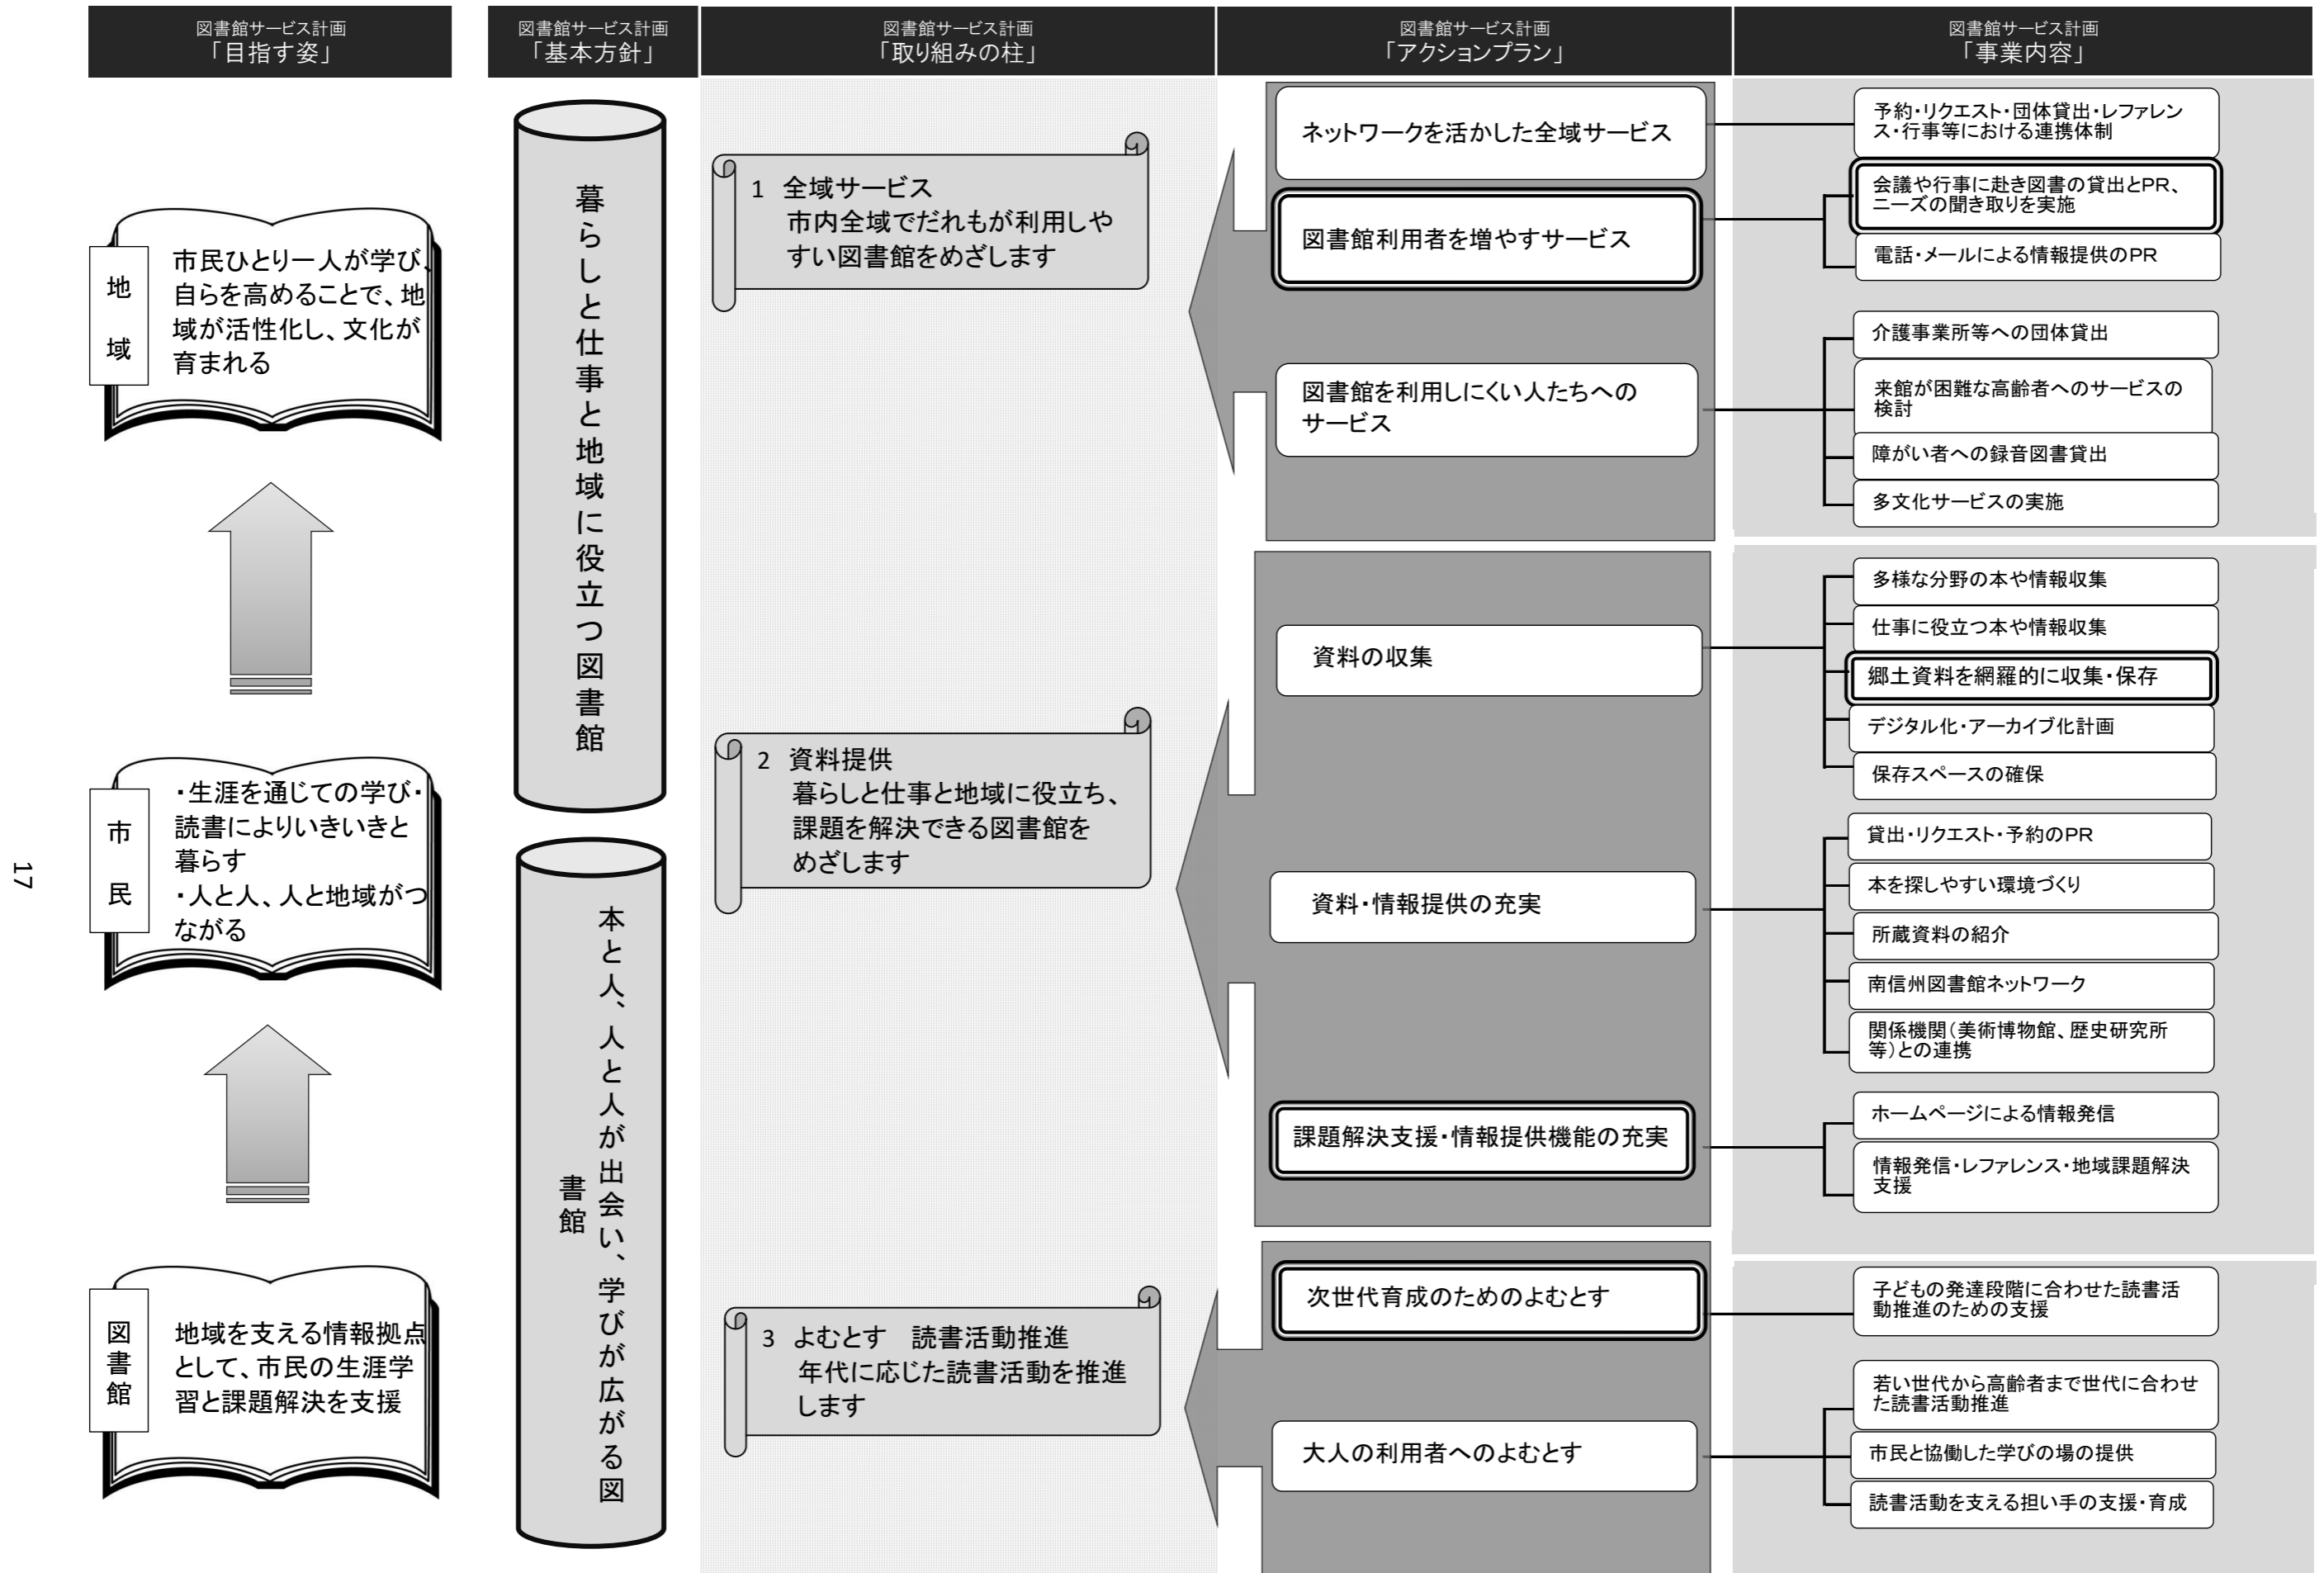 図書館サービス計画
「目指す姿」
図書館サービス計画
「基本方針」
図書館サービス計画
「取り組みの柱」
図書館サービス計画
「アクションプラン」
図書館サービス計画
「事業内容」
地域
市民ひとり一人が学び、
自らを高めることで、地
域が活性化し、文化が
育まれる
市民
・生涯を通じての学び・
読書によりいきいきと
暮らす
・人と人、人と地域がつ
ながる
図書館
地域を支える情報拠点
として、市民の生涯学
習と課題解決を支援
暮らしと仕事と地域に役立つ図書館
本と人、人と人が出会い、学びが広がる図
書館
1 全域サービス
市内全域でだれもが利用しや
すい図書館をめざします
2 資料提供
暮らしと仕事と地域に役立ち、
課題を解決できる図書館を
めざします
3 よむとす 読書活動推進
年代に応じた読書活動を推進
します
ネットワークを活かした全域サービス
図書館利用者を増やすサービス
図書館を利用しにくい人たちへの
サービス
資料の収集
資料・情報提供の充実
課題解決支援・情報提供機能の充実
次世代育成のためのよむとす
大人の利用者へのよむとす
予約・リクエスト・団体貸出・レファレン
ス・行事等における連携体制
会議や行事に赴き図書の貸出とPR、
ニーズの聞き取りを実施
電話・メールによる情報提供のPR
介護事業所等への団体貸出
来館が困難な高齢者へのサービスの
検討
障がい者への録音図書貸出
多文化サービスの実施
多様な分野の本や情報収集
仕事に役立つ本や情報収集
郷土資料を網羅的に収集・保存
デジタル化・アーカイブ化計画
保存スペースの確保
貸出・リクエスト・予約のPR
本を探しやすい環境づくり
所蔵資料の紹介
南信州図書館ネットワーク
関係機関(美術博物館、歴史研究所
等)との連携
ホームページによる情報発信
情報発信・レファレンス・地域課題解決
支援
子どもの発達段階に合わせた読書活
動推進のための支援
若い世代から高齢者まで世代に合わせ
た読書活動推進
市民と協働した学びの場の提供
読書活動を支える担い手の支援・育成
17